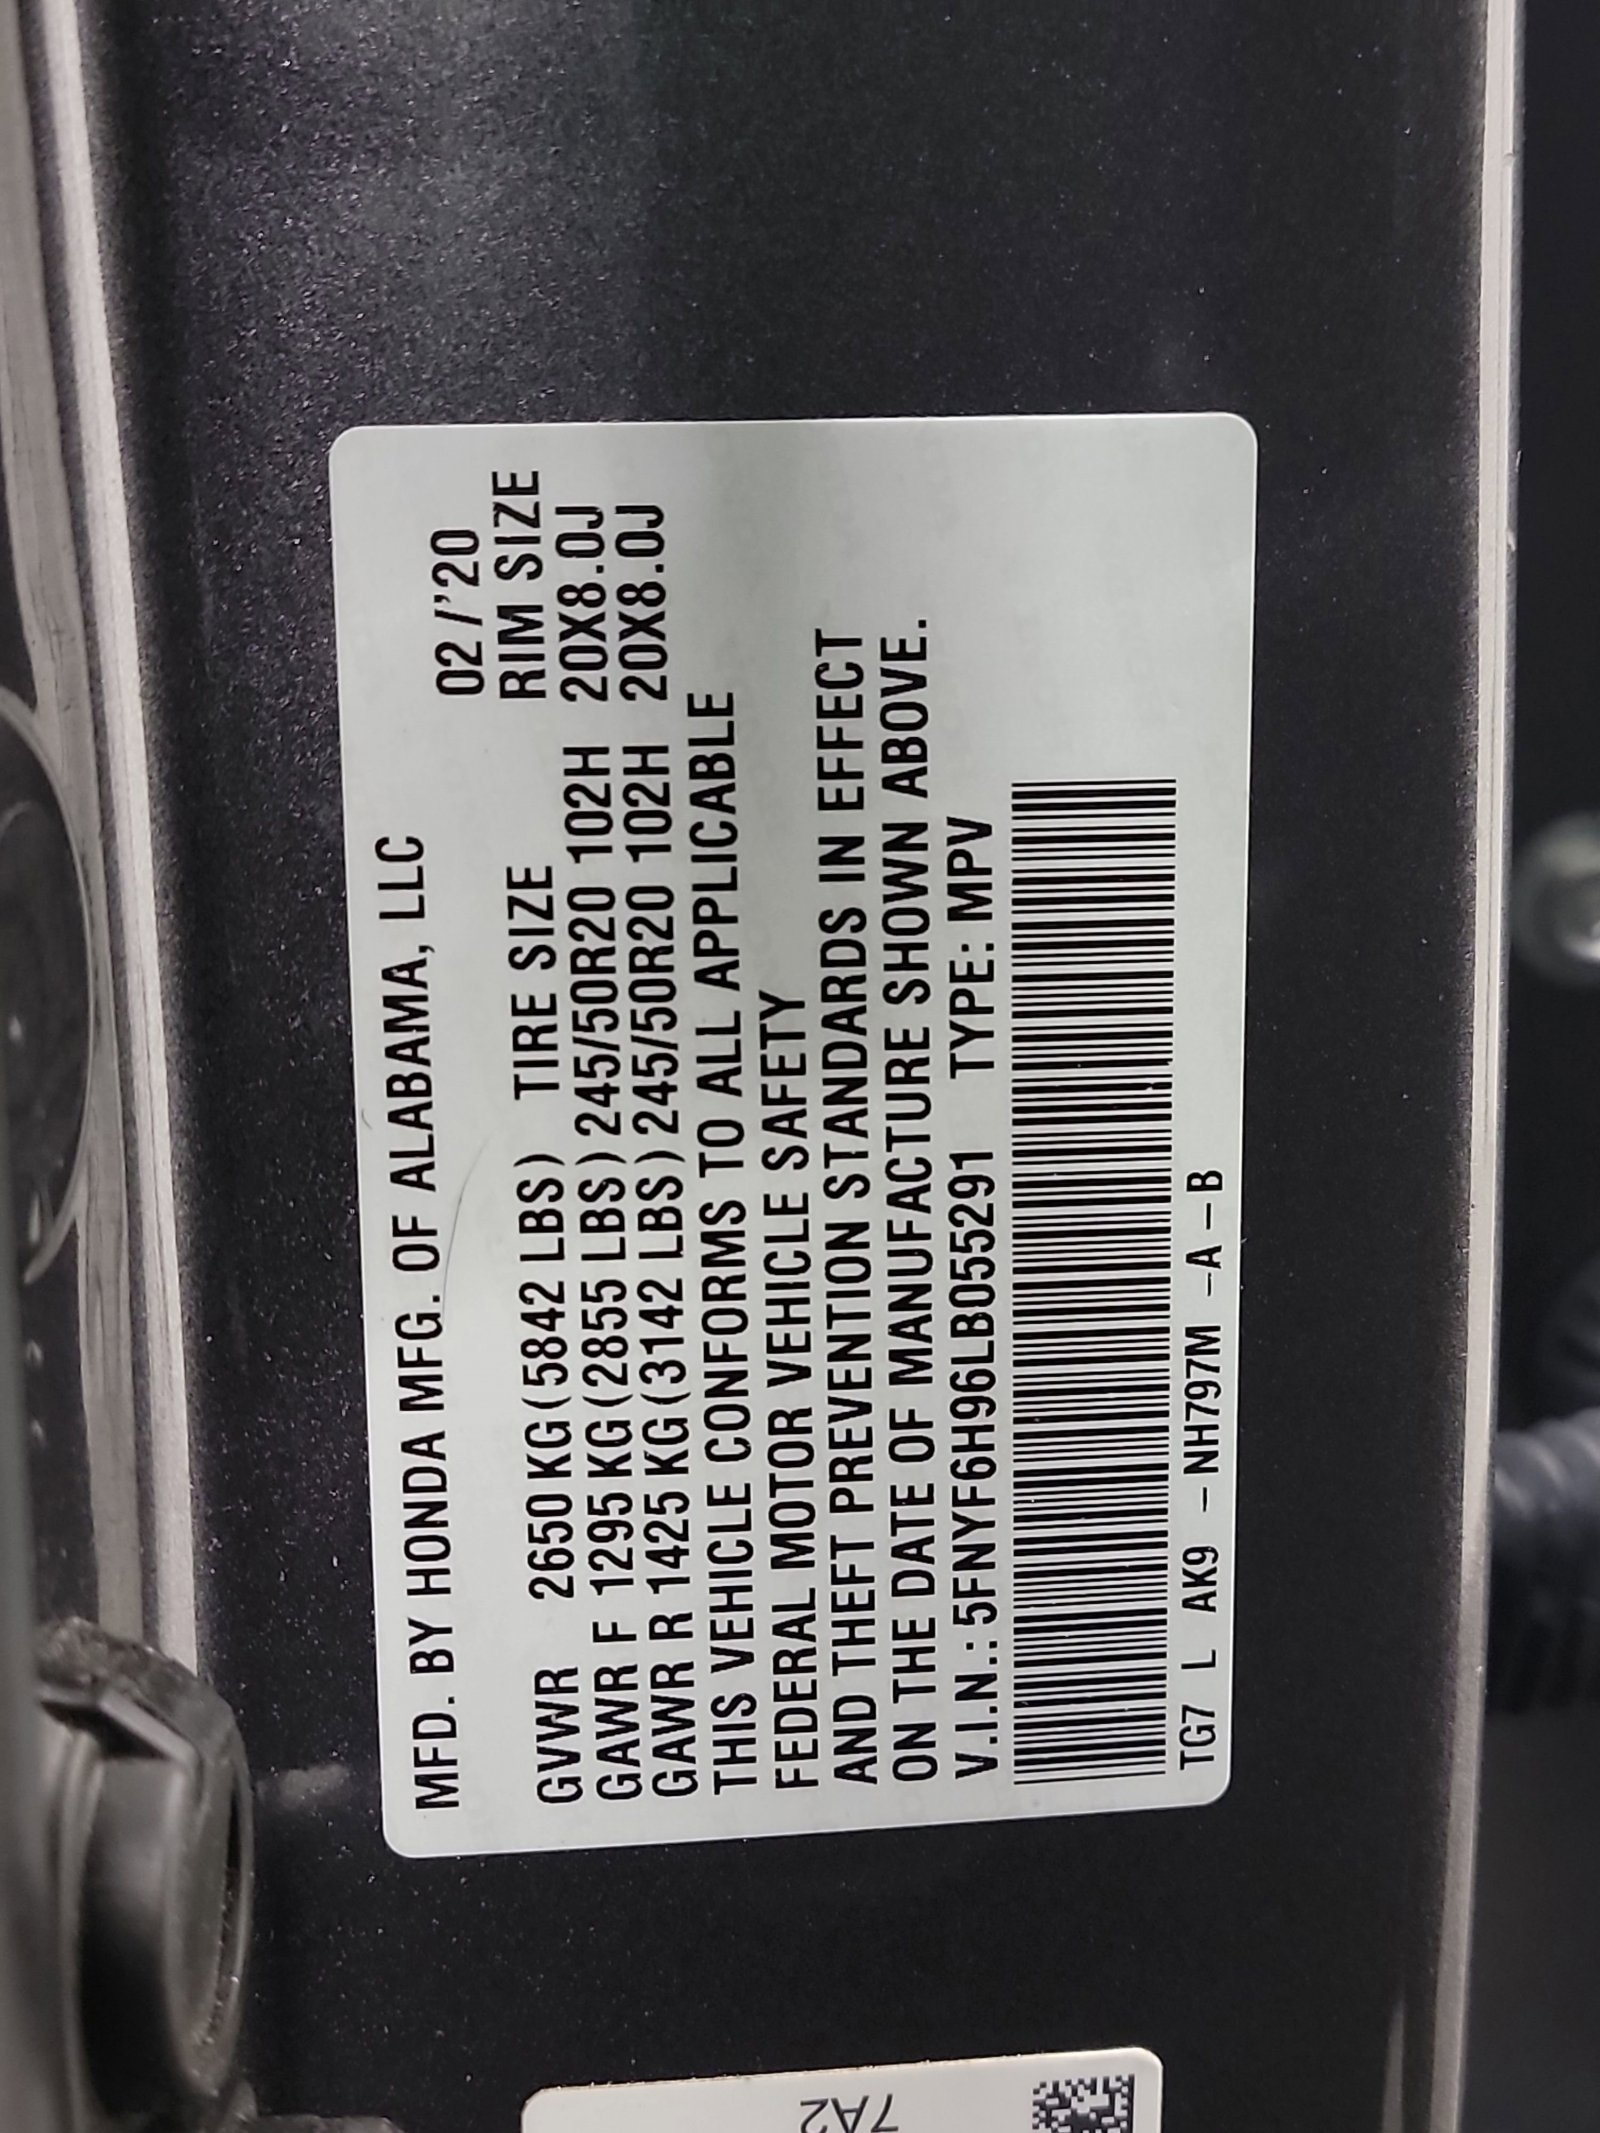 MFD. BY HONDA MFG. OF ALABAMA, LLC
02/'20
TIRE SIZE RIM SIZE
GVWR 2650 KG (5842 LBS)
GAWR F 1295 KG (2855 LBS) 245/50R20 102H 20X8.0J
GAWR R 1425 KG (3142 LBS) 245/50R20 102H 20X8.0J
THIS VEHICLE CONFORMS TO ALL APPLICABLE
FEDERAL MOTOR VEHICLE SAFETY
AND THEFT PREVENTION STANDARDS IN EFFECT
ON THE DATE OF MANUFACTURE SHOWN ABOVE.
V.I.N.: 5FNYF6H96LB055291 TYPE: MPV
TG7 L AK9 -NH797M -A -B
7A2